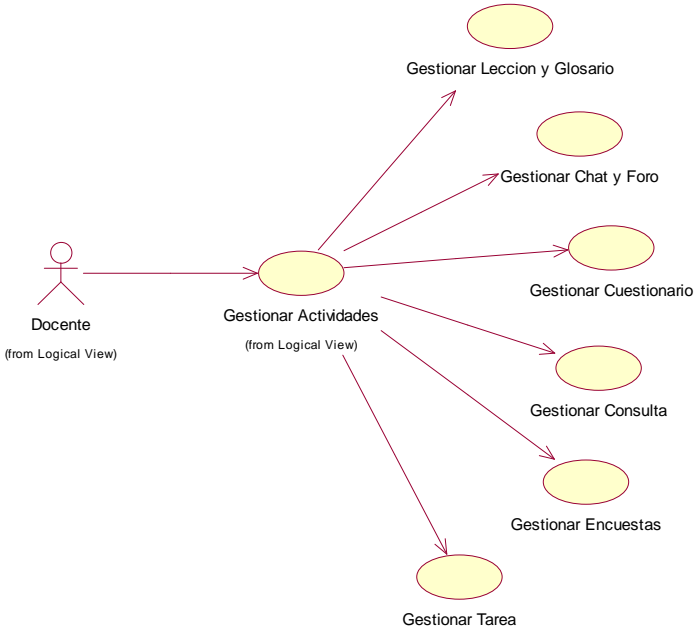 Gestionar Leccion y Glosario
Gestionar Chat y Foro
Gestionar Cuestionario
Docente
(from Logical View)
Gestionar Actividades
(from Logical View)
Gestionar Consulta
Gestionar Encuestas
Gestionar Tarea